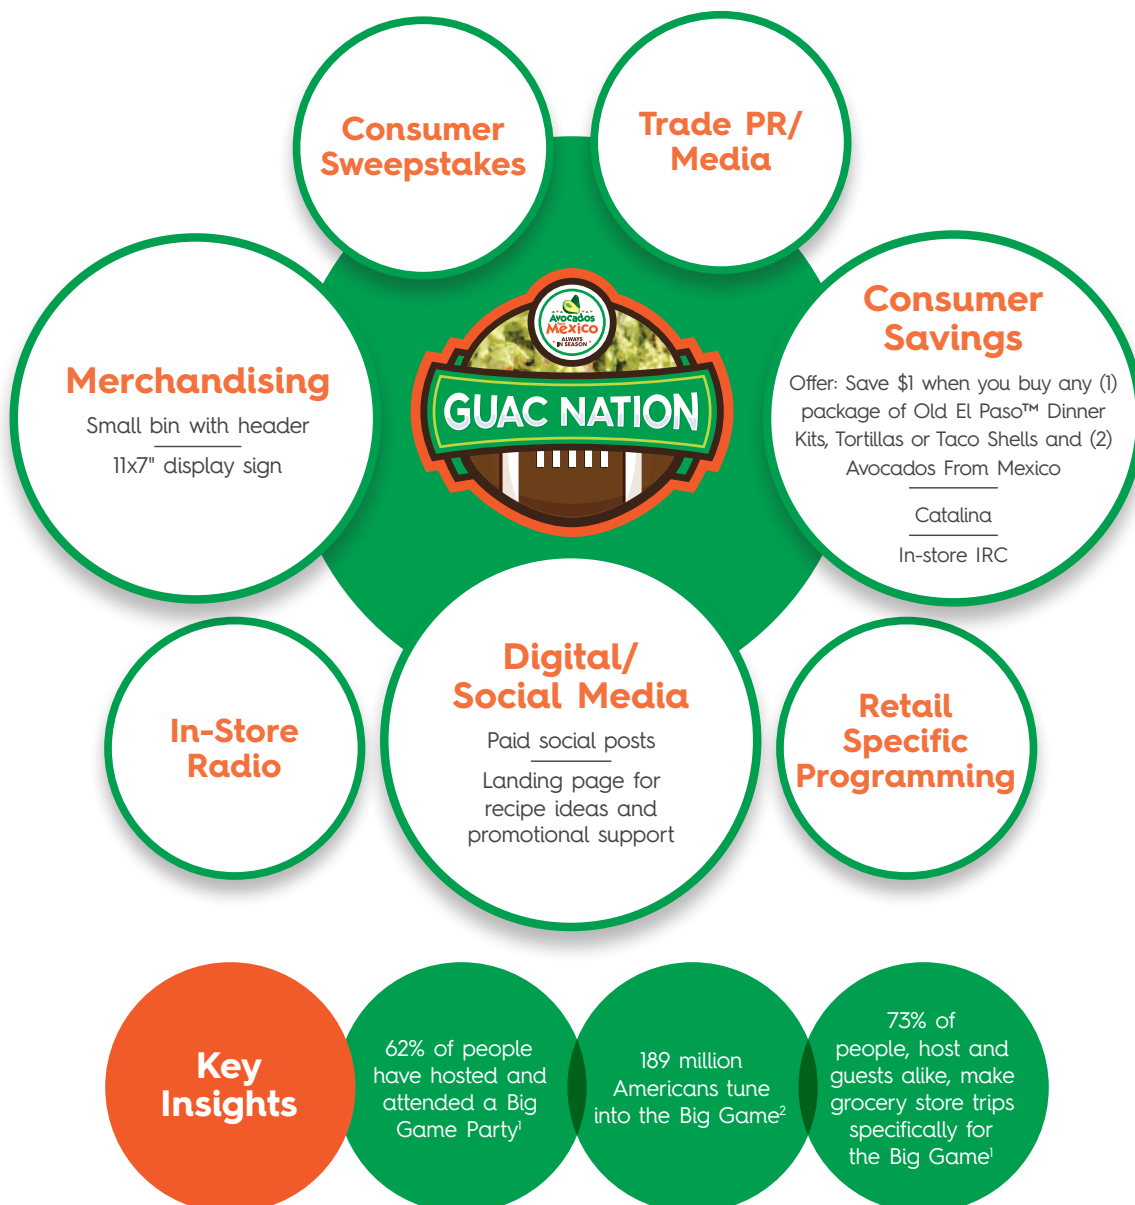 Consumer
Sweepstakes
Trade PR/
Media
Merchandising
Small bin with header
11x7" display sign
Avocados
FROM
Mexico
ALWAYS
IN SEASON
GUAC NATION
Consumer
Savings
Offer: Save $1 when you buy any (1)
package of Old El Paso™ Dinner
Kits, Tortillas or Taco Shells and (2)
Avocados From Mexico
Catalina
In-store IRC
In-Store
Radio
Digital/
Social Media
Paid social posts
Landing page for
recipe ideas and
promotional support
Retail
Specific
Programming
Key
Insights
62% of people
have hosted and
attended a Big
Game Party¹
189 million
Americans tune
into the Big Game²
73% of
people, host and
guests alike, make
grocery store trips
specifically for
the Big Game¹